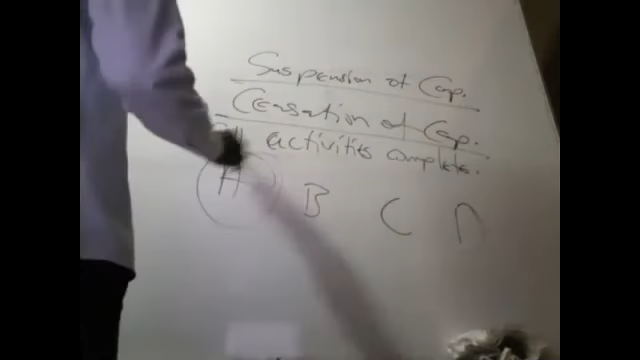 Suspension of Cap.
Cessation of Cap.
activities complete.
A B C D